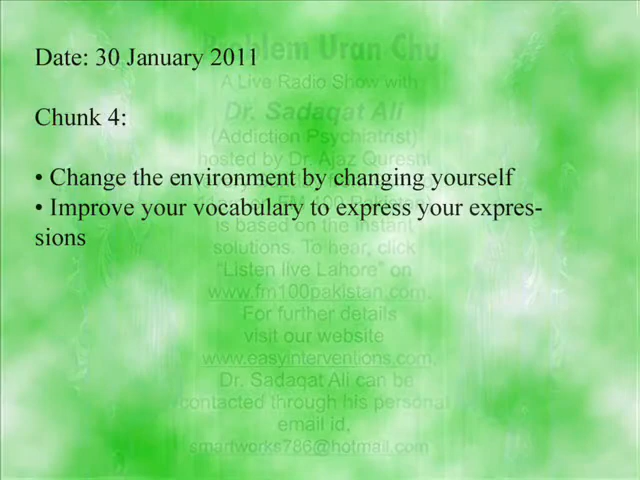 Problem Uran Chu
Date: 30 January 2011
A Live Radio Show with
Dr. Sadaqat Ali
Chunk 4:
(Addiction Psychiatrist)
hosted by Dr. Ajaz Qureshi
• Change the environment by changing yourself
• Improve your vocabulary to express your expres-
sions
is based on the instant
solutions. To hear, click
"Listen live Lahore" on
www.fm100pakistan.com.
For further details
visit our website
www.easyinterventions.com.
Dr. Sadaqat Ali can be
contacted through his personal
email id,
smartworks786@hotmail.com